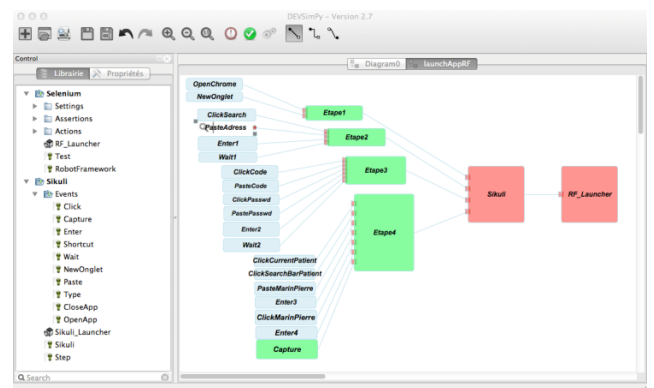 DEVSimPy - Version 2.7
Control
Librairie
Propriétés
Selenium
Settings
Assertions
Actions
RF_Launcher
Test
RobotFramework
Sikuli
Events
Click
Capture
Enter
Shortcut
Wait
NewOnglet
Paste
Type
CloseApp
OpenApp
Sikuli_Launcher
Sikuli
Step
Search
Diagram0
launchAppRF
OpenChrome
NewOnglet
ClickSearch
PasteAdress
Enter1
Wait1
ClickCode
PasteCode
ClickPasswd
PastePasswd
Enter2
Wait2
ClickCurrentPatient
ClickSearchBarPatient
PasteMarinPierre
Enter3
ClickMarinPierre
Enter4
Capture
Etape1
Etape2
Etape3
Etape4
Sikuli
RF_Launcher